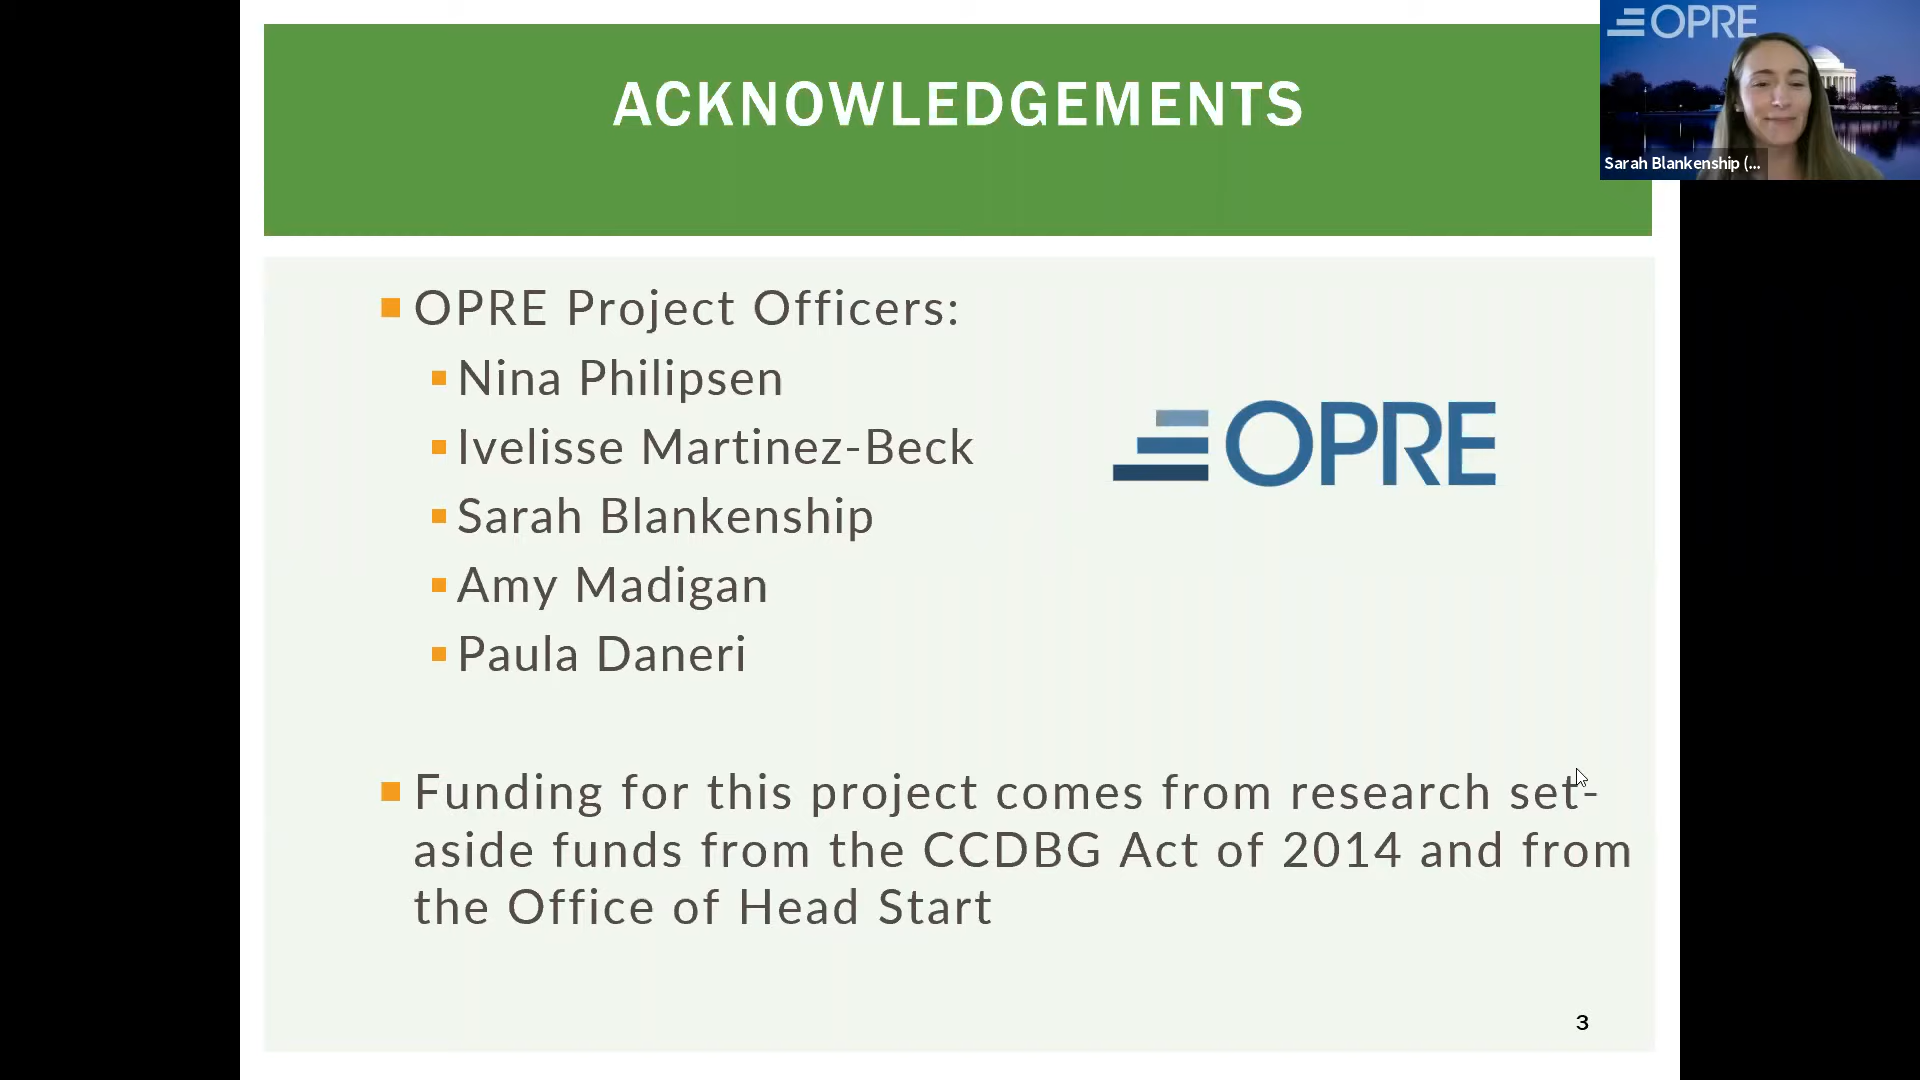 ACKNOWLEDGEMENTS
OPRE
Sarah Blankenship (...
OPRE Project Officers:
Nina Philipsen
Ivelisse Martinez-Beck
Sarah Blankenship
Amy Madigan
Paula Daneri
OPRE
Funding for this project comes from research set-
aside funds from the CCDBG Act of 2014 and from
the Office of Head Start
3